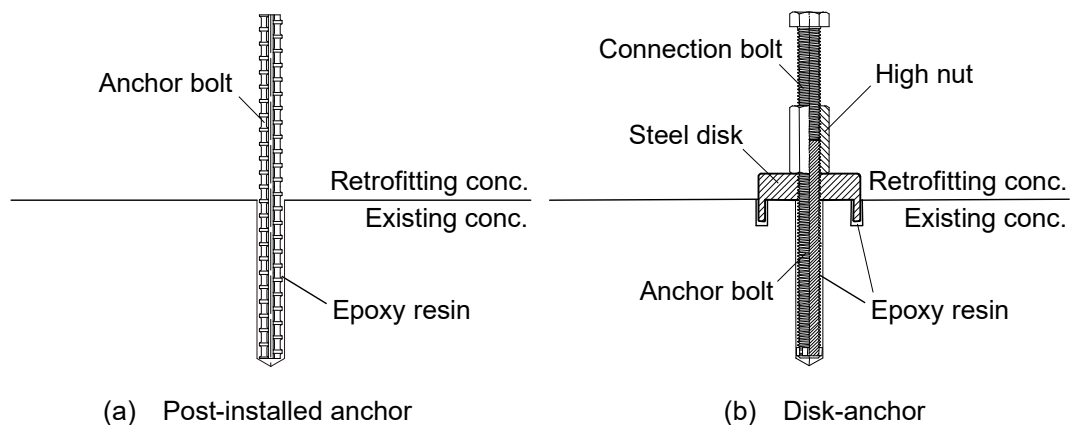 Anchor bolt
Retrofitting conc.
Existing conc.
Epoxy resin
(a) Post-installed anchor
Connection bolt
High nut
Steel disk
Retrofitting conc.
Existing conc.
Anchor bolt
Epoxy resin
(b) Disk-anchor